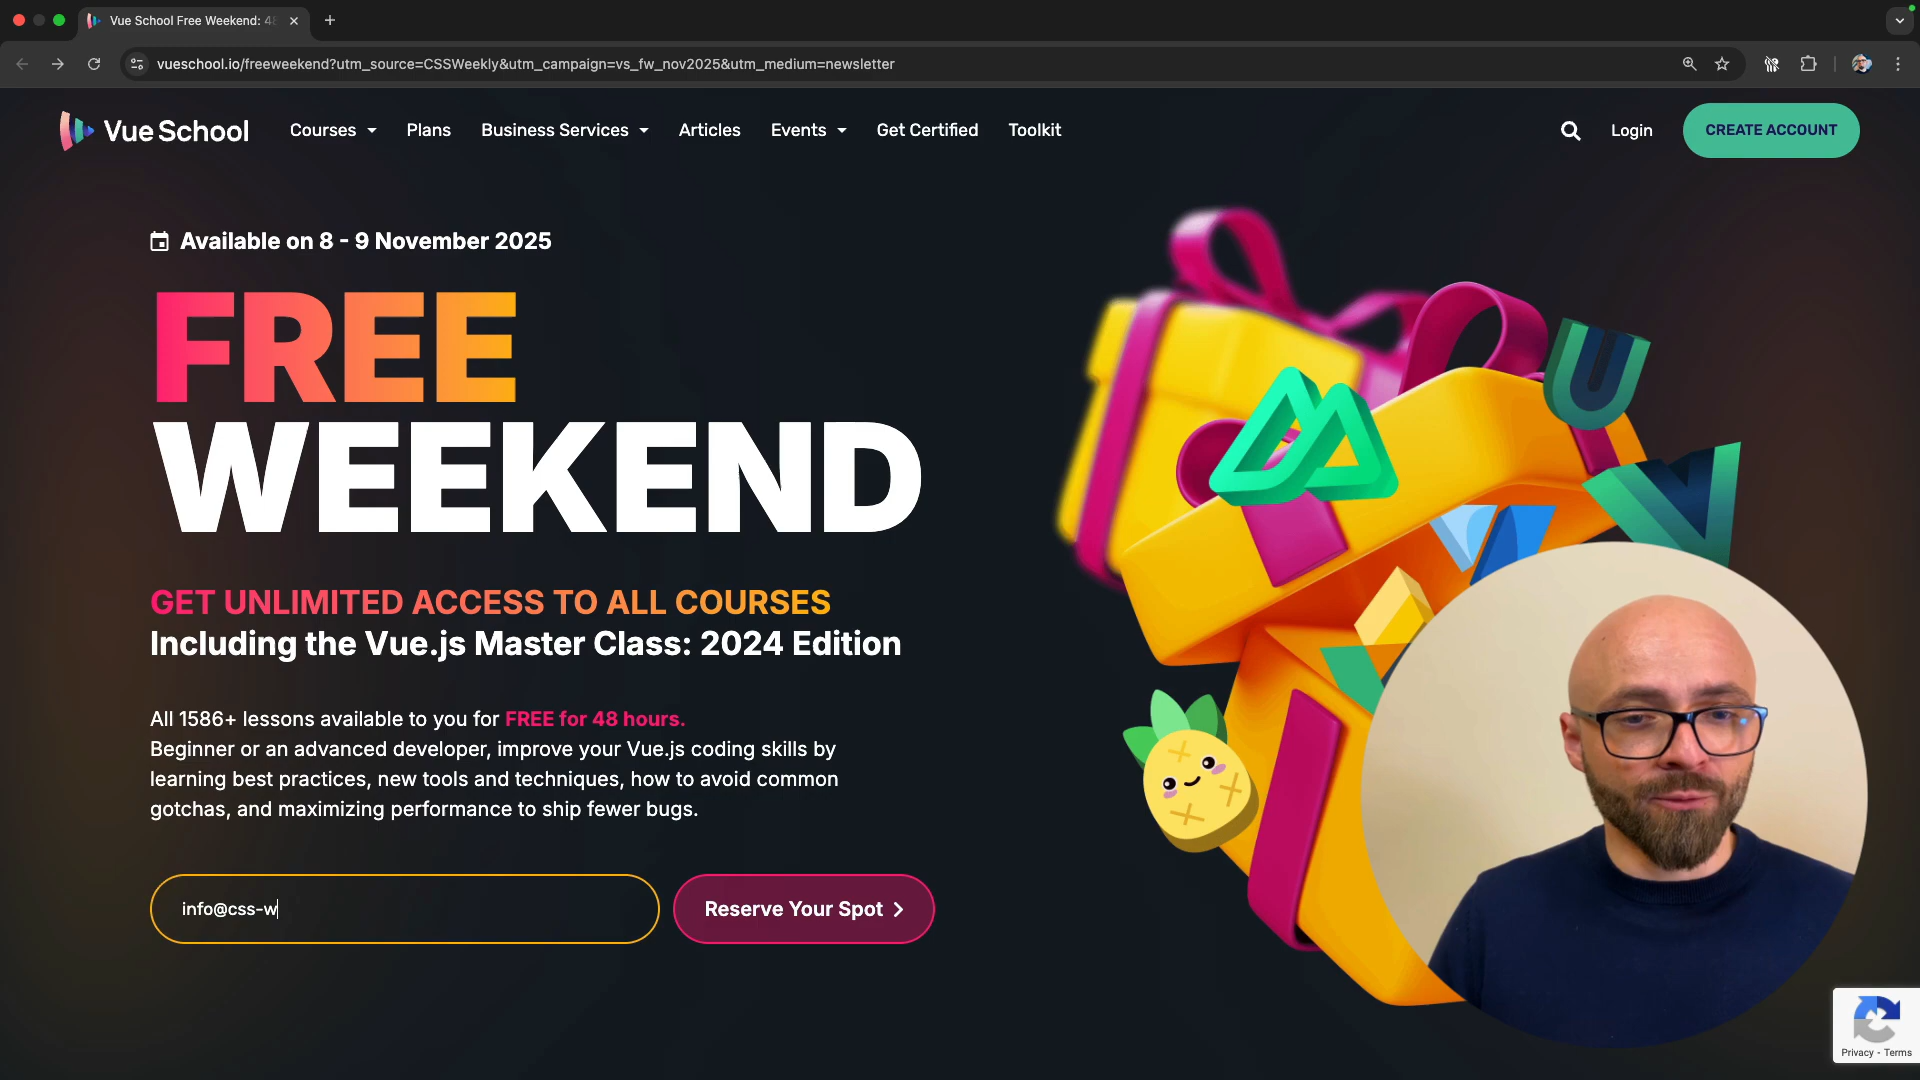 Vue School Free Weekend: 48
vueschool.io/freeweekend?utm_source=CSSWeekly&utm_campaign=vs_fw_nov2025&utm_medium=newsletter
Vue School
Courses Plans Business Services Articles Events Get Certified Toolkit
Login CREATE ACCOUNT
Available on 8 - 9 November 2025
FREE
WEEKEND
GET UNLIMITED ACCESS TO ALL COURSES
Including the Vue.js Master Class: 2024 Edition
All 1586+ lessons available to you for FREE for 48 hours.
Beginner or an advanced developer, improve your Vue.js coding skills by
learning best practices, new tools and techniques, how to avoid common
gotchas, and maximizing performance to ship fewer bugs.
info@css-w
Reserve Your Spot
Privacy - Terms